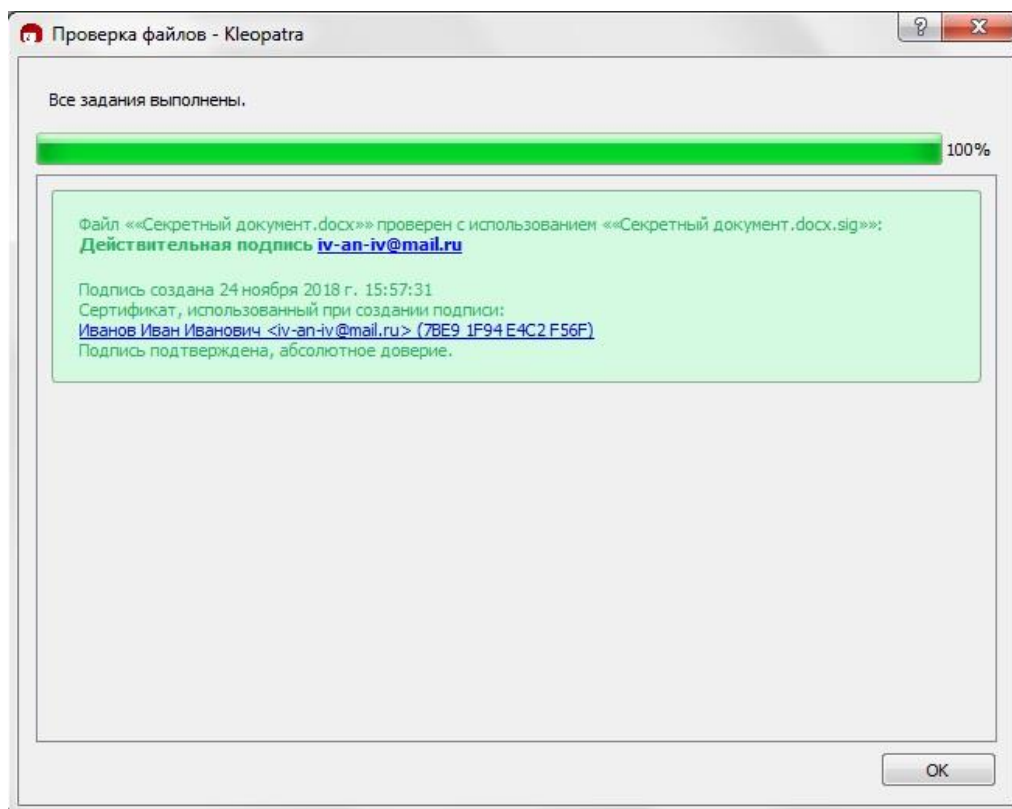 Проверка файлов - Kleopatra
Все задания выполнены.
100%
Файл ««Секретный документ.docx»» проверен с использованием ««Секретный документ.docx.sig»»:
Действительная подпись iv-an-iv@mail.ru
Подпись создана 24 ноября 2018 г. 15:57:31
Сертификат, использованный при создании подписи:
Иванов Иван Иванович <iv-an-iv@mail.ru> (7BE9 1F94 E4C2 F56F)
Подпись подтверждена, абсолютное доверие.
OK